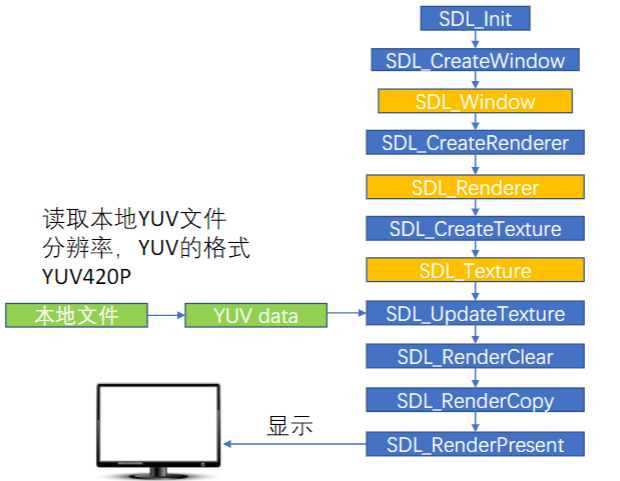 SDL_Init
SDL_CreateWindow
SDL_Window
SDL_CreateRenderer
SDL_Renderer
SDL_CreateTexture
SDL_Texture
读取本地YUV文件
分辨率，YUV的格式
YUV420P
本地文件
YUV data
SDL_UpdateTexture
SDL_RenderClear
SDL_RenderCopy
显示
SDL_RenderPresent